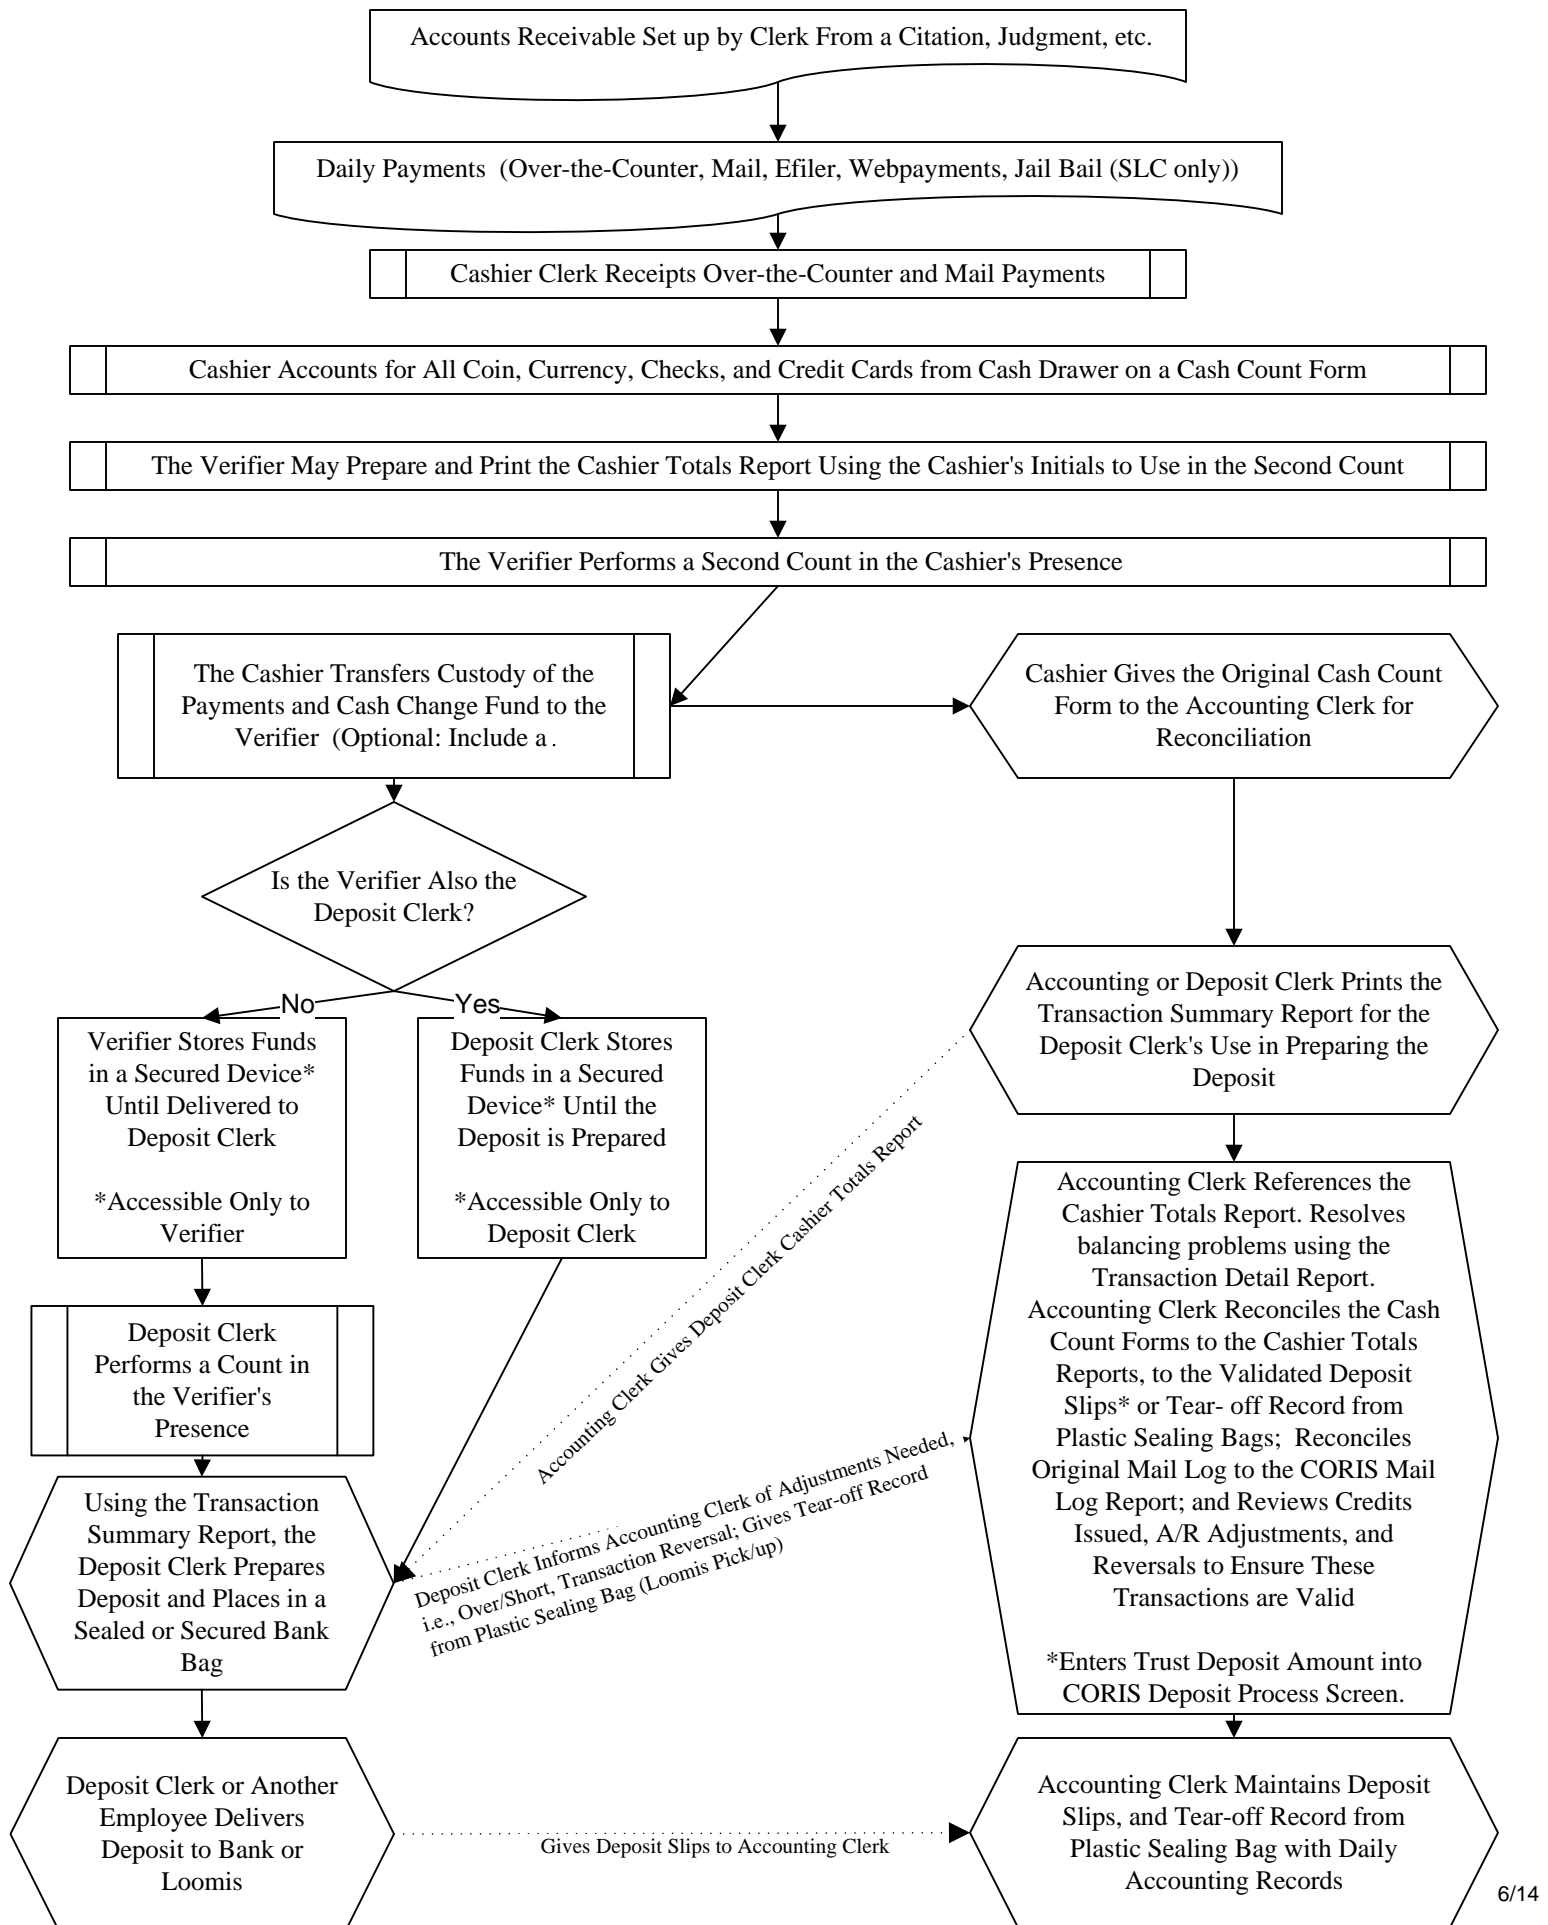 Accounts Receivable Set up by Clerk From a Citation, Judgment, etc.
Daily Payments  (Over-the-Counter, Mail, Efiler, Webpayments, Jail Bail (SLC only))
Cashier Clerk Receipts Over-the-Counter and Mail Payments
Cashier Accounts for All Coin, Currency, Checks, and Credit Cards from Cash Drawer on a Cash Count Form
The Verifier May Prepare and Print the Cashier Totals Report Using the Cashier's Initials to Use in the Second Count
The Verifier Performs a Second Count in the Cashier's Presence
The Cashier Transfers Custody of the
Payments and Cash Change Fund to the
Verifier  (Optional: Include a .
Cashier Gives the Original Cash Count
Form to the Accounting Clerk for
Reconciliation
Is the Verifier Also the
Deposit Clerk?
No
Yes
Verifier Stores Funds
in a Secured Device*
Until Delivered to
Deposit Clerk
*Accessible Only to
Verifier
Deposit Clerk Stores
Funds in a Secured
Device* Until the
Deposit is Prepared
*Accessible Only to
Deposit Clerk
Accounting or Deposit Clerk Prints the
Transaction Summary Report for the
Deposit Clerk's Use in Preparing the
Deposit
Accounting Clerk Gives Deposit Clerk Cashier Totals Report
Deposit Clerk
Performs a Count in
the Verifier's
Presence
Accounting Clerk References the
Cashier Totals Report. Resolves
balancing problems using the
Transaction Detail Report.
Accounting Clerk Reconciles the Cash
Count Forms to the Cashier Totals
Reports, to the Validated Deposit
Slips* or Tear- off Record from
Plastic Sealing Bags;  Reconciles
Original Mail Log to the CORIS Mail
Log Report; and Reviews Credits
Issued, A/R Adjustments, and
Reversals to Ensure These
Transactions are Valid
*Enters Trust Deposit Amount into
CORIS Deposit Process Screen.
Deposit Clerk Informs Accounting Clerk of Adjustments Needed,
i.e., Over/Short, Transaction Reversal; Gives Tear-off Record
from Plastic Sealing Bag (Loomis Pick/up)
Using the Transaction
Summary Report, the
Deposit Clerk Prepares
Deposit and Places in a
Sealed or Secured Bank
Bag
Deposit Clerk or Another
Employee Delivers
Deposit to Bank or
Loomis
Gives Deposit Slips to Accounting Clerk
Accounting Clerk Maintains Deposit
Slips, and Tear-off Record from
Plastic Sealing Bag with Daily
Accounting Records
6/14